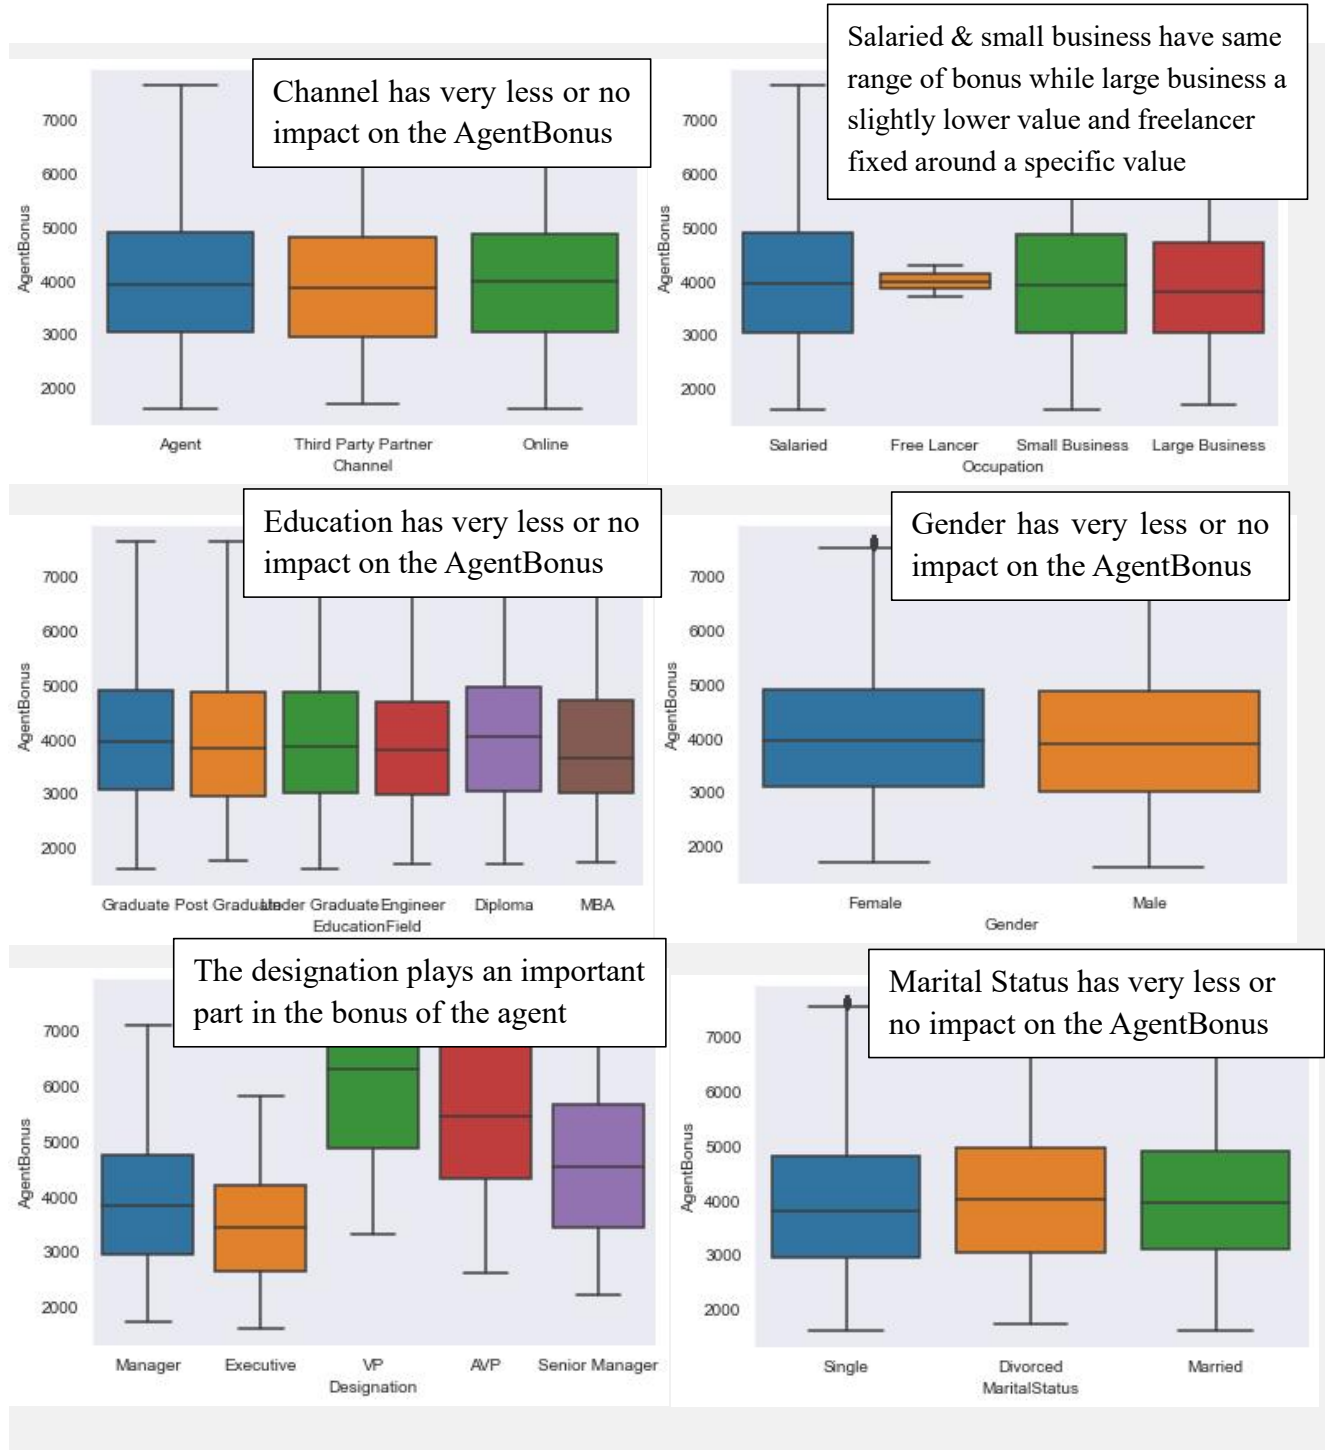 Salaried & small business have same
range of bonus while large business a
slightly lower value and freelancer
fixed around a specific value
Channel has very less or no
impact on the AgentBonus
7000
6000
5000
4000
3000
2000
AgentBonus
Agent Third Party Partner Online
Channel
7000
6000
5000
4000
3000
2000
AgentBonus
Salaried Free Lancer Small Business Large Business
Occupation
Education has very less or no
impact on the AgentBonus
7000
6000
5000
4000
3000
2000
AgentBonus
Graduate Post Graduate Under Graduate Engineer Diploma MBA
EducationField
Gender has very less or no
impact on the AgentBonus
7000
6000
5000
4000
3000
2000
AgentBonus
Female Male
Gender
The designation plays an important
part in the bonus of the agent
7000
6000
5000
4000
3000
2000
AgentBonus
Manager Executive VP AVP Senior Manager
Designation
Marital Status has very less or
no impact on the AgentBonus
7000
6000
5000
4000
3000
2000
AgentBonus
Single Divorced Married
MaritalStatus